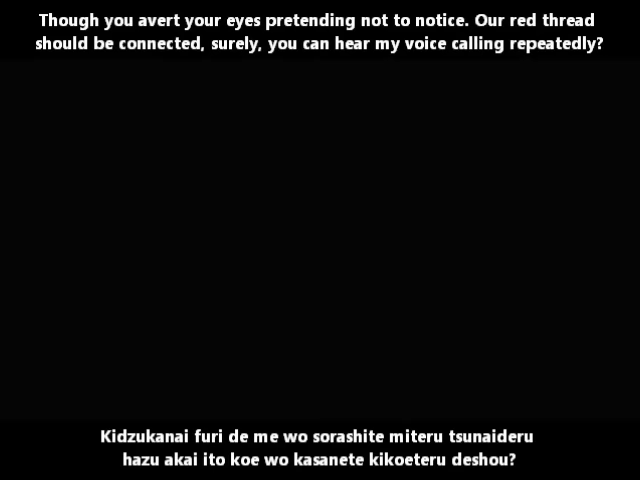 Though you avert your eyes pretending not to notice. Our red thread
should be connected, surely, you can hear my voice calling repeatedly?
Kidzukanai furi de me wo sorashite miteru tsunaideru
hazu akai ito koe wo kasanete kikoeteru deshou?